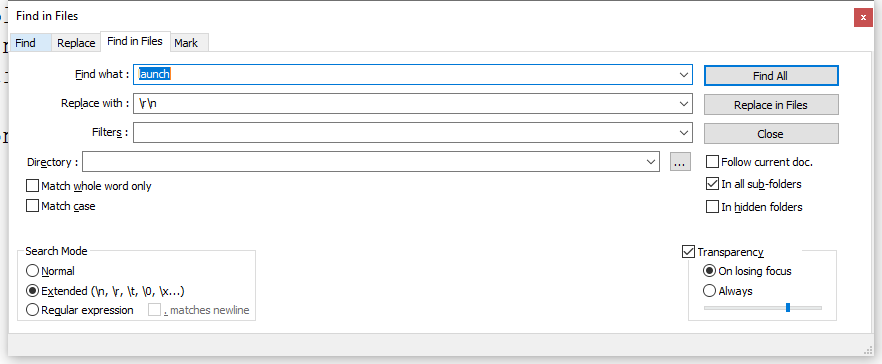 Find in Files
x
Find Replace Find in Files Mark
Find what : launch Find All
Replace with : \r\n Replace in Files
Filters : Close
Directory : ... Follow current doc.
Match whole word only In all sub-folders
Match case In hidden folders
Search Mode Transparency
Normal On losing focus
Extended (\n, \r, \t, \0, \x...) Always
Regular expression . matches newline